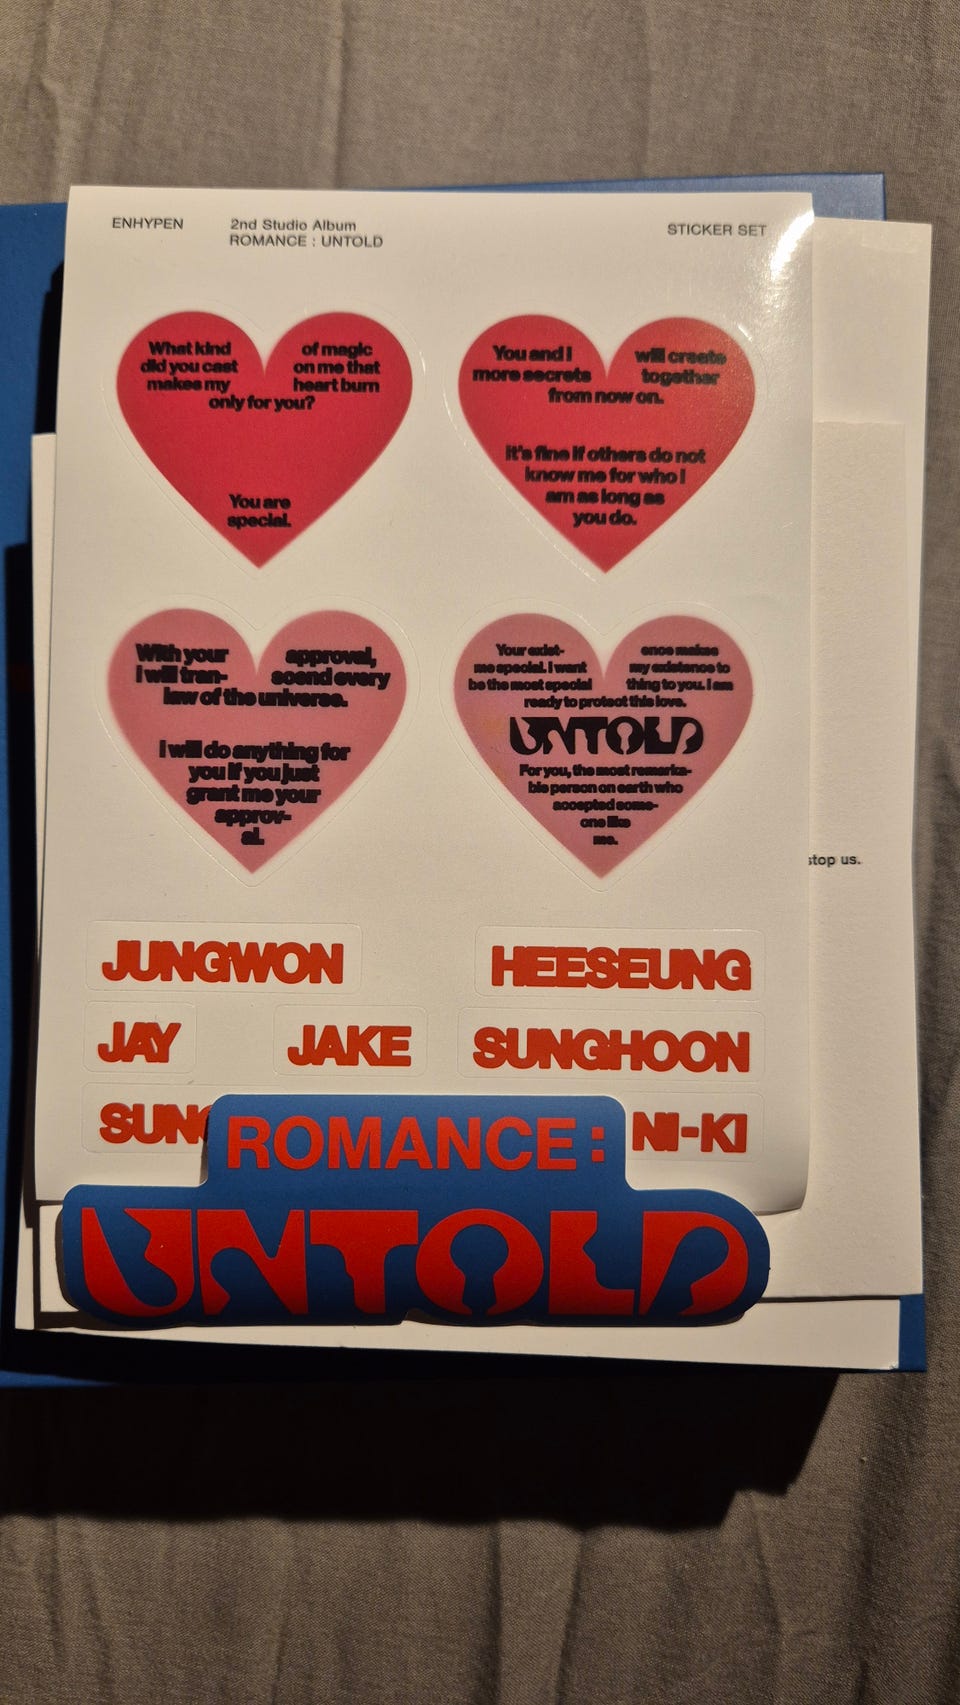 ENHYPEN
2nd Studio Album
ROMANCE : UNTOLD
STICKER SET
What kind of magic
did you cast on me that
makes my heart burn
only for you?
You are
special.
You and I will create
more secrets together
from now on.
It's fine if others do not
know me for who I
am as long as
you do.
With your approval,
I will tran- scend every
law of the universe.
I will do anything for
you if you just
grant me your
approv-
al.
Your exist- ence makes
me special. I want my existence to
be the most special thing to you. I am
ready to protect this love.
UNTOLD
For you, the most remarka-
ble person on earth who
accepted some-
one like
me.
stop us.
JUNGWON
HEESEUNG
JAY
JAKE
SUNGHOON
NI-KI
ROMANCE :
UNTOLD